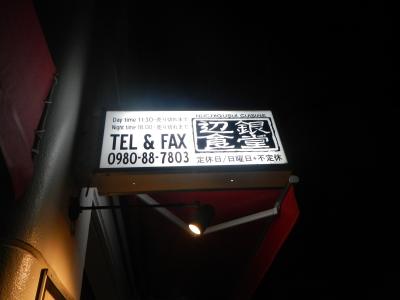 Day time 11:30~売り切れまで
Night time 18:00~売り切れまで
TEL & FAX
0980-88-7803
辺銀食堂
定休日/日曜日+不定休